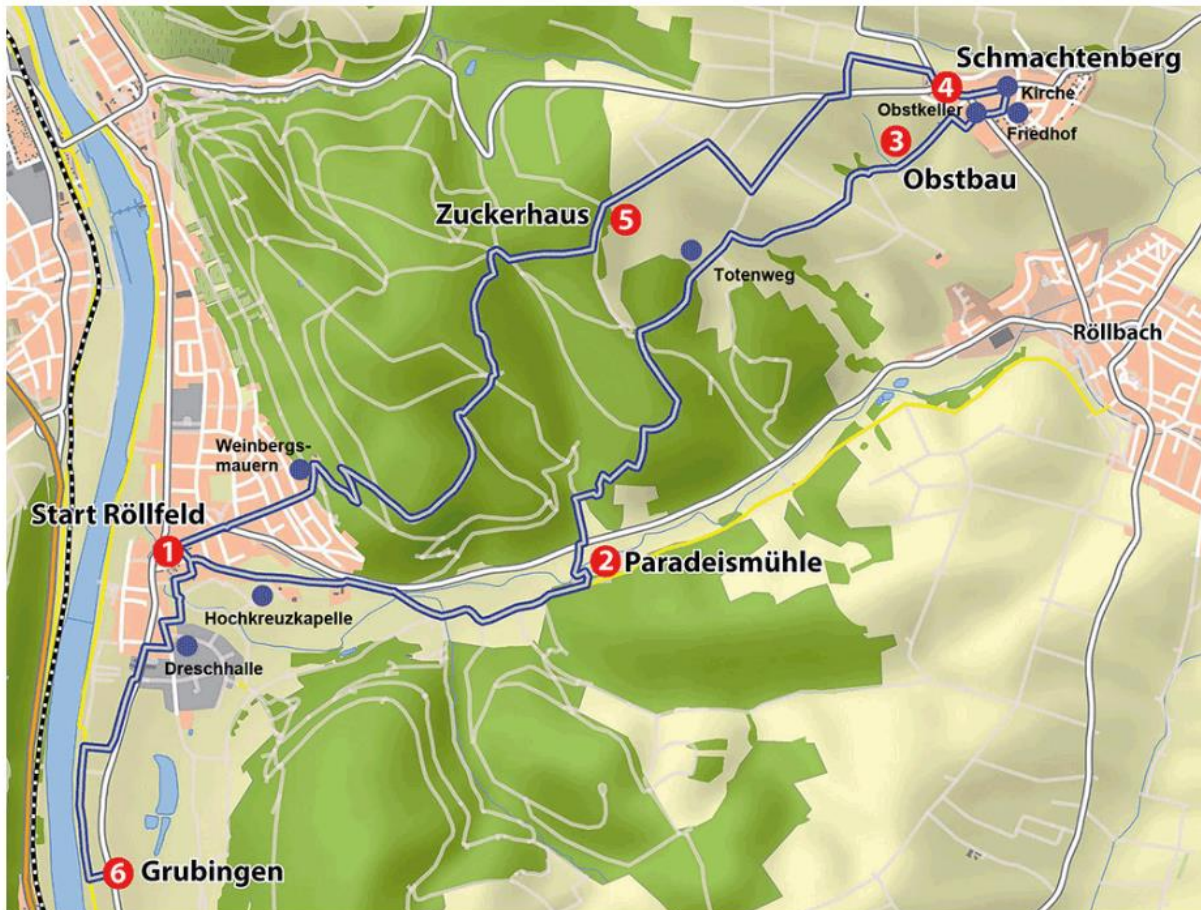 Schmachtenberg
4
Kirche
Obstkeller
Friedhof
3
Obstbau
Zuckerhaus
5
Totenweg
Röllbach
Weinbergs-
mauern
Start Röllfeld
1
2 Paradeismühle
Hochkreuzkapelle
Dreschhalle
6 Grubingen